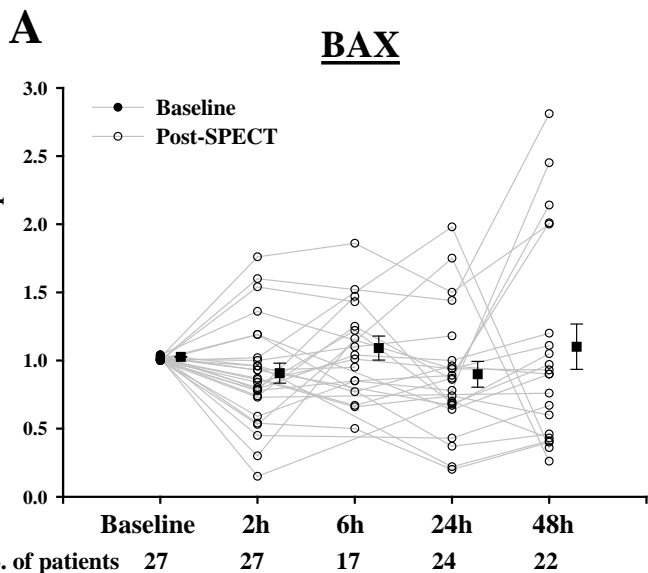 A
BAX
3.0
Baseline
Post-SPECT
2.5
2.0
1.5
1.0
0.5
0.0
Baseline 2h 6h 24h 48h
. of patients 27 27 17 24 22